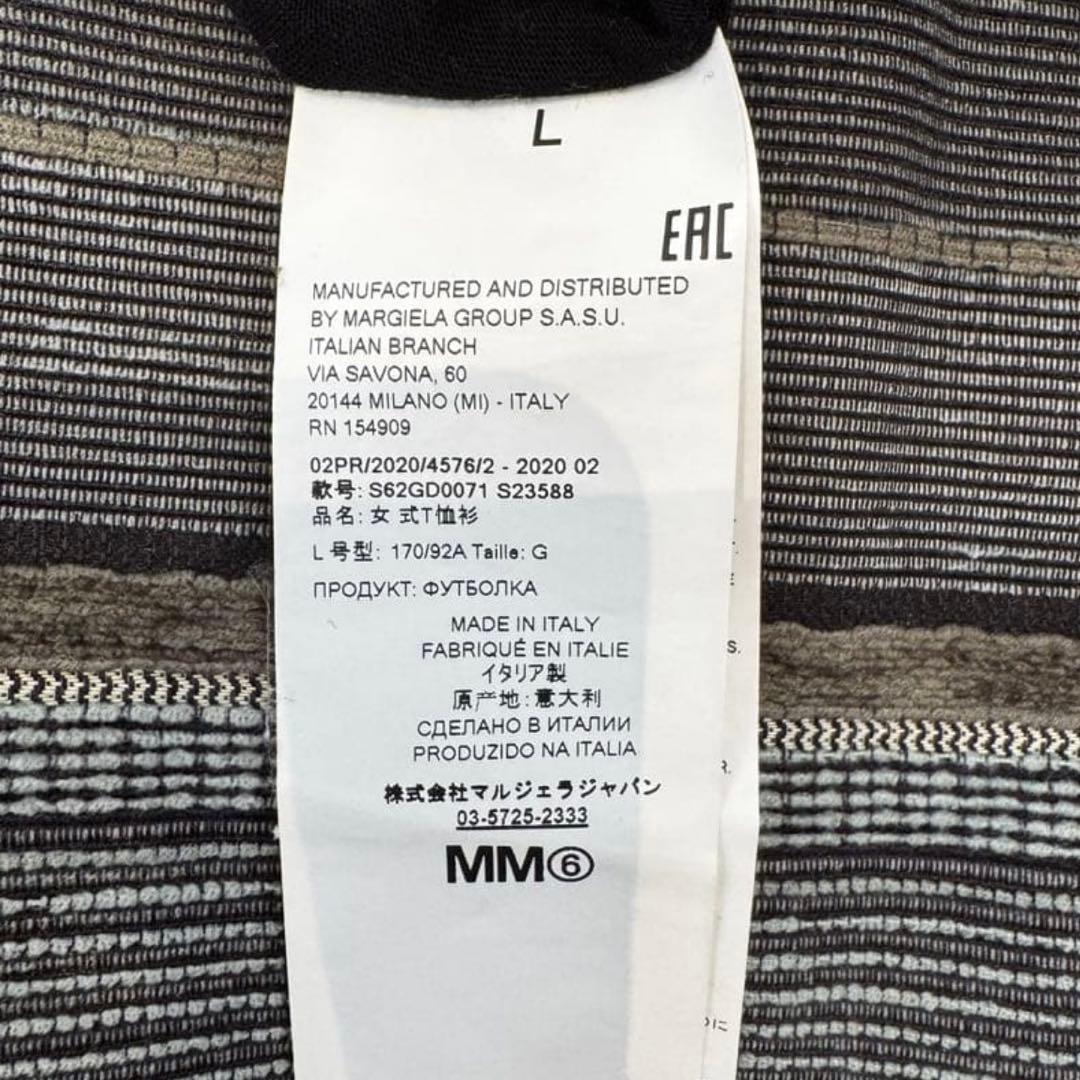 L
EAC
MANUFACTURED AND DISTRIBUTED
BY MARGIELA GROUP S.A.S.U.
ITALIAN BRANCH
VIA SAVONA, 60
20144 MILANO (MI) - ITALY
RN 154909
02PR/2020/4576/2 - 2020 02
款号: S62GD0071 S23588
品名: 女 式T恤衫
L 号型: 170/92A Taille: G
ПРОДУКТ: ФУТБОЛКА
MADE IN ITALY
FABRIQUÉ EN ITALIE
イタリア製
原产地: 意大利
СДЕЛАНО В ИТАЛИИ
PRODUZIDO NA ITALIA
株式会社マルジェラジャパン
03-5725-2333
MM⑥